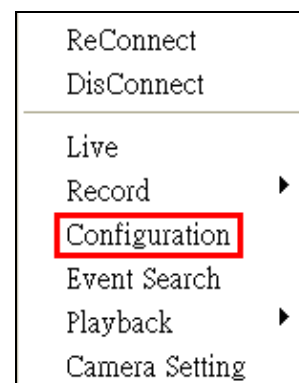 ReConnect
DisConnect
Live
Record
Configuration
Event Search
Playback
Camera Setting